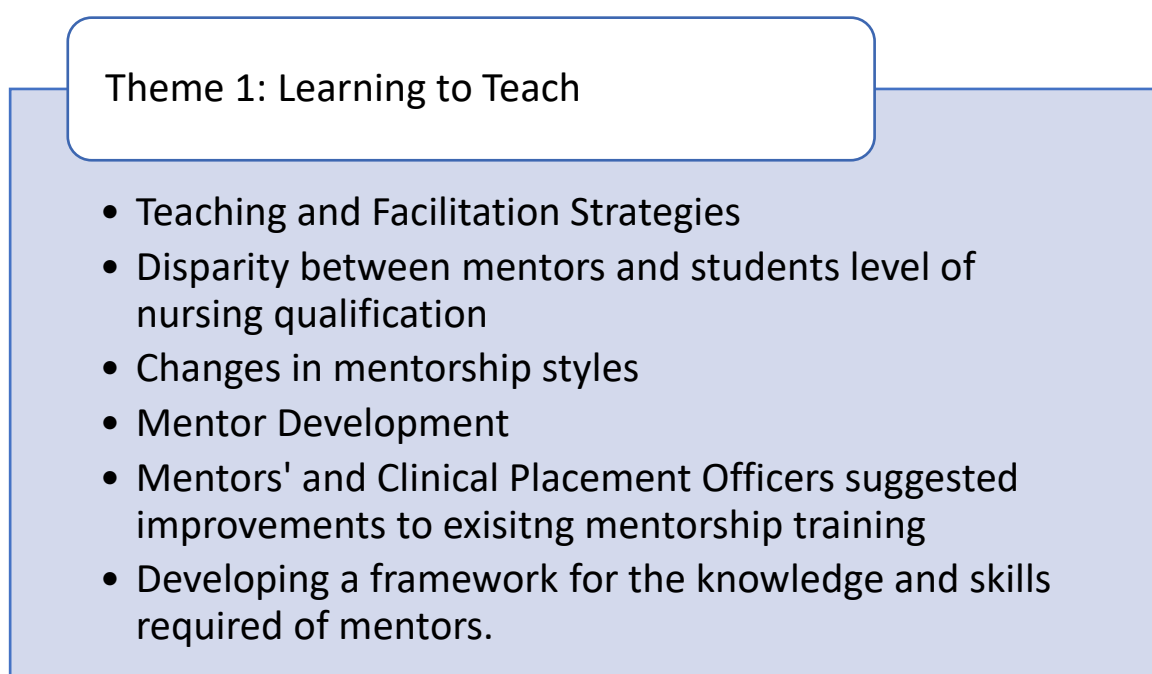 Theme 1: Learning to Teach
• Teaching and Facilitation Strategies
• Disparity between mentors and students level of
nursing qualification
• Changes in mentorship styles
• Mentor Development
• Mentors' and Clinical Placement Officers suggested
improvements to exisitng mentorship training
• Developing a framework for the knowledge and skills
required of mentors.